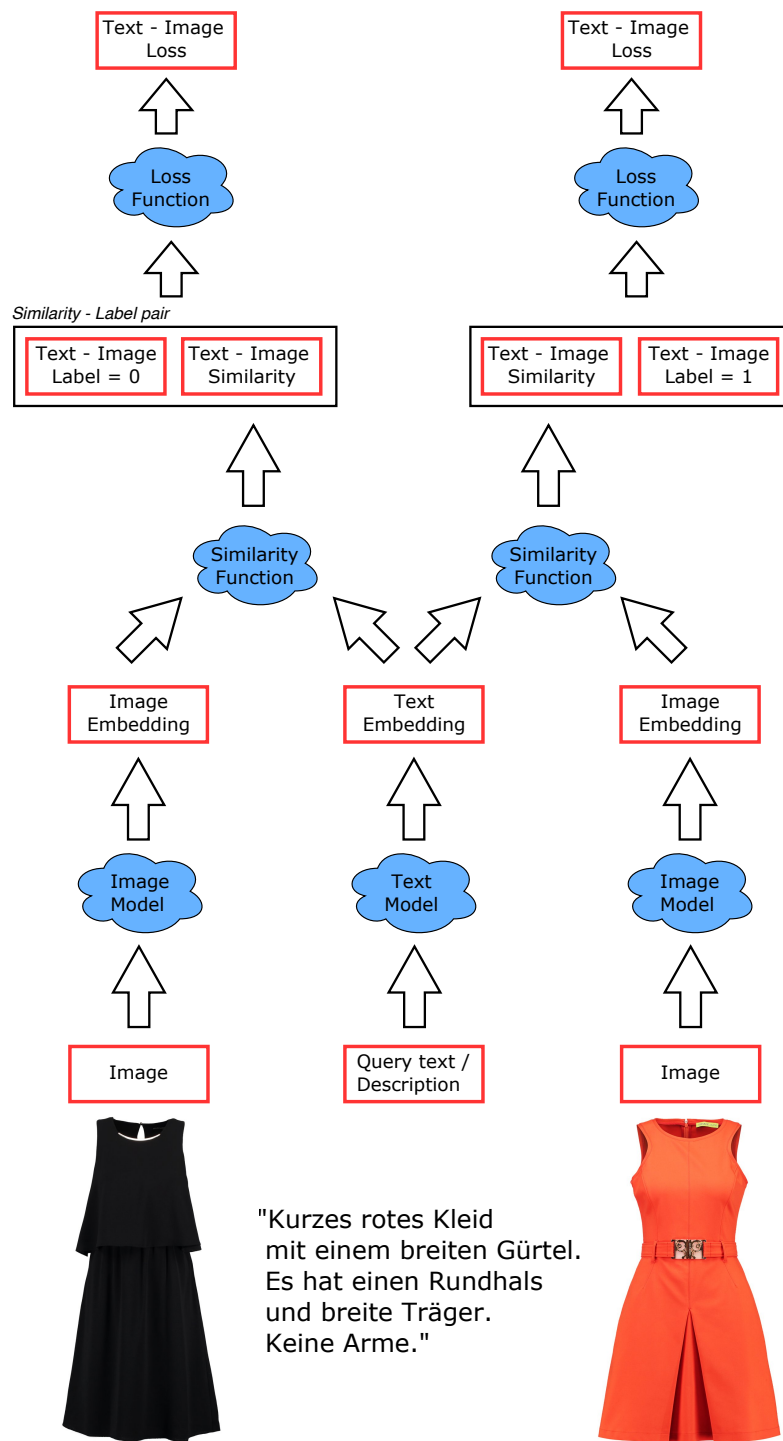 Text - Image
Loss
Text - Image
Loss
Loss
Function
Loss
Function
Similarity - Label pair
Text - Image
Label = 0
Text - Image
Similarity
Text - Image
Similarity
Text - Image
Label = 1
Similarity
Function
Similarity
Function
Image
Embedding
Text
Embedding
Image
Embedding
Image
Model
Text
Model
Image
Model
Image
Query text /
Description
Image
"Kurzes rotes Kleid
mit einem breiten Gürtel.
Es hat einen Rundhals
und breite Träger.
Keine Arme."